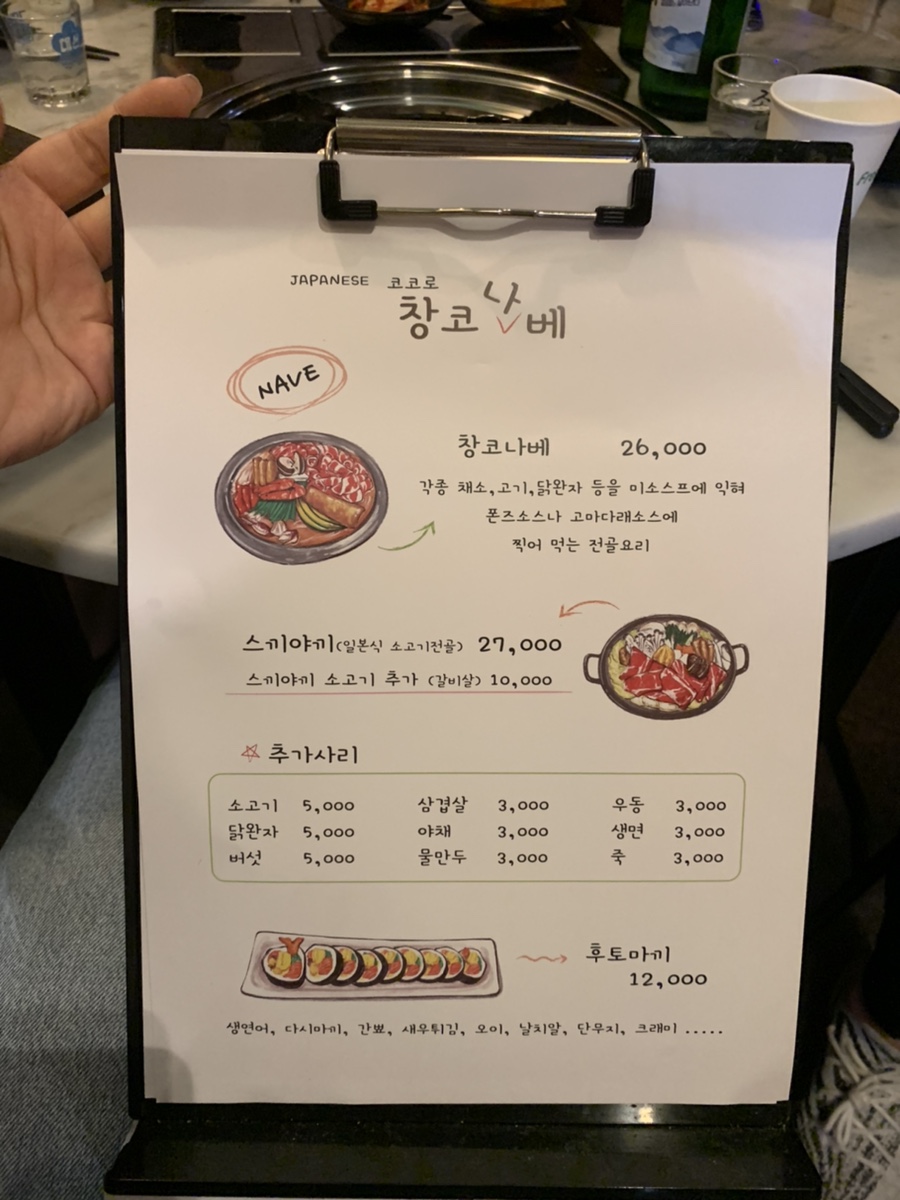 JAPANESE 코코로
창코나베
NAVE
창코나베 26,000
각종 채소,고기,닭완자 등을 미소스프에 익혀
폰즈소스나 고마다래소스에
찍어 먹는 전골요리
스끼야끼(일본식 소고기전골) 27,000
스끼야끼 소고기 추가 (갈비살) 10,000
추가사리
소고기 5,000 삼겹살 3,000 우동 3,000
닭완자 5,000 야채 3,000 생면 3,000
버섯 5,000 물만두 3,000 죽 3,000
후토마끼
12,000
생연어, 다시마끼, 간뾰, 새우튀김, 오이, 날치알, 단무지, 크래미 .....